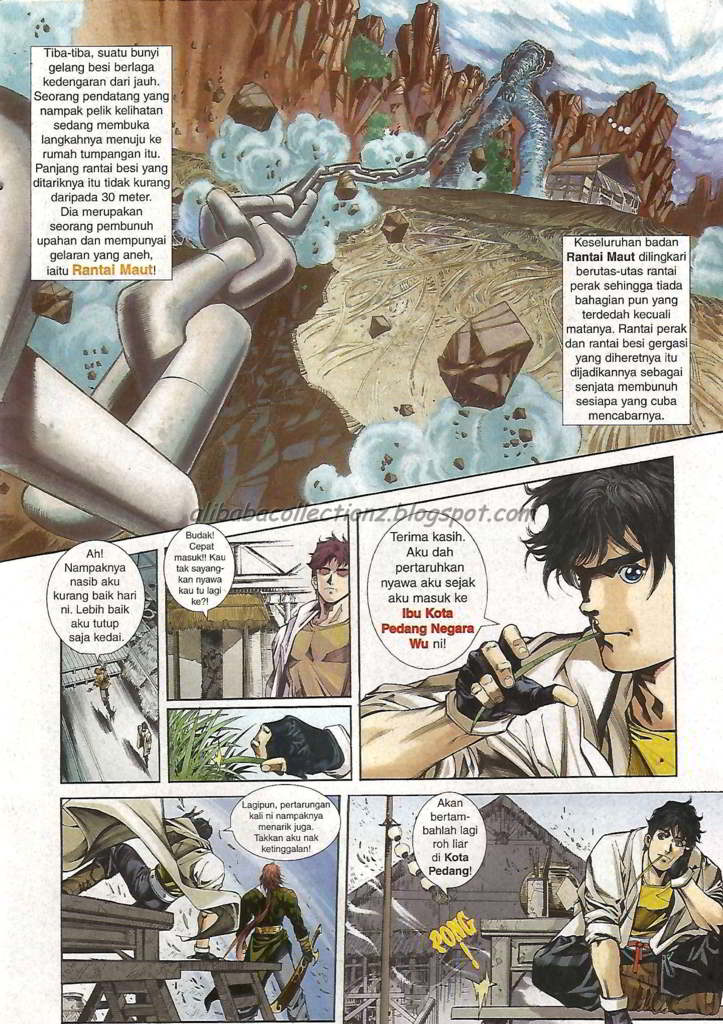 Tiba-tiba, suatu bunyi
gelang besi berlaga
kedengaran dari jauh.
Seorang pendatang yang
nampak pelik kelihatan
sedang membuka
langkahnya menuju ke
rumah tumpangan itu.
Panjang rantai besi yang
ditariknya itu tidak kurang
daripada 30 meter.
Dia merupakan
seorang pembunuh
upahan dan mempunyai
gelaran yang aneh,
iaitu Rantai Maut!
Keseluruhan badan
Rantai Maut dilingkari
berutas-utas rantai
perak sehingga tiada
bahagian pun yang
terdedah kecuali
matanya. Rantai perak
dan rantai besi gergasi
yang diheretnya itu
dijadikannya sebagai
senjata membunuh
sesiapa yang cuba
mencabarnya.
alibabacollectionz.blogspot.com
Ah!
Nampaknya
nasib aku
kurang baik hari
ni. Lebih baik
aku tutup
saja kedai.
Budak!
Cepat
masuk!! Kau
tak sayang-
kan nyawa
kau tu lagi
ke?!
Terima kasih.
Aku dah
pertaruhkan
nyawa aku sejak
aku masuk ke
Ibu Kota
Pedang Negara
Wu ni!
Lagipun, pertarungan
kali ni nampaknya
menarik juga.
Takkan aku nak
ketinggalan!
Akan
bertam-
bahlah lagi
roh liar
di Kota
Pedang!
PONG!